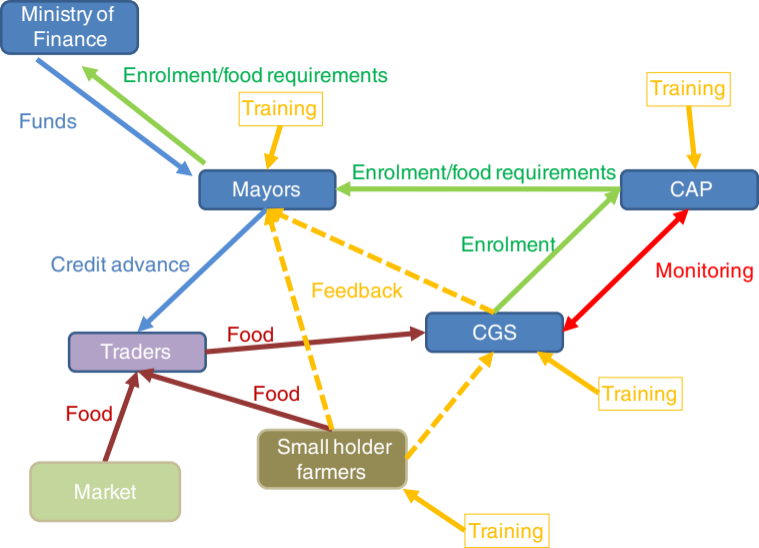 Ministry of
Finance
Enrolment/food requirements
Training
Training
Funds
Enrolment/food requirements
Mayors
CAP
Enrolment
Credit advance
Monitoring
Feedback
Food
CGS
Traders
Food
Training
Food
Small holder
farmers
Market
Training